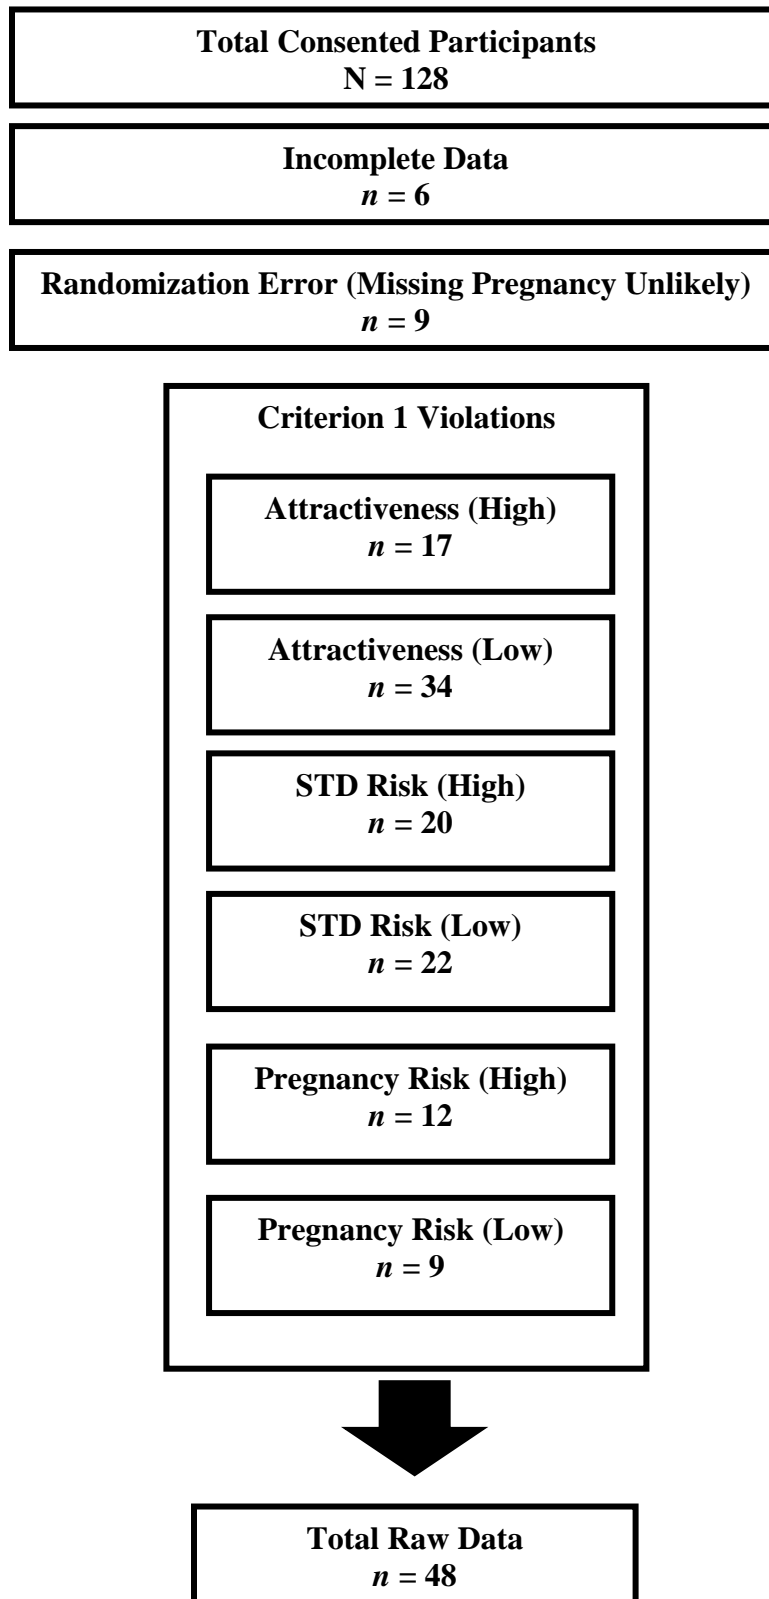 Total Consented Participants
N = 128
Incomplete Data
n = 6
Randomization Error (Missing Pregnancy Unlikely)
n = 9
Criterion 1 Violations
Attractiveness (High)
n = 17
Attractiveness (Low)
n = 34
STD Risk (High)
n = 20
STD Risk (Low)
n = 22
Pregnancy Risk (High)
n = 12
Pregnancy Risk (Low)
n = 9
Total Raw Data
n = 48